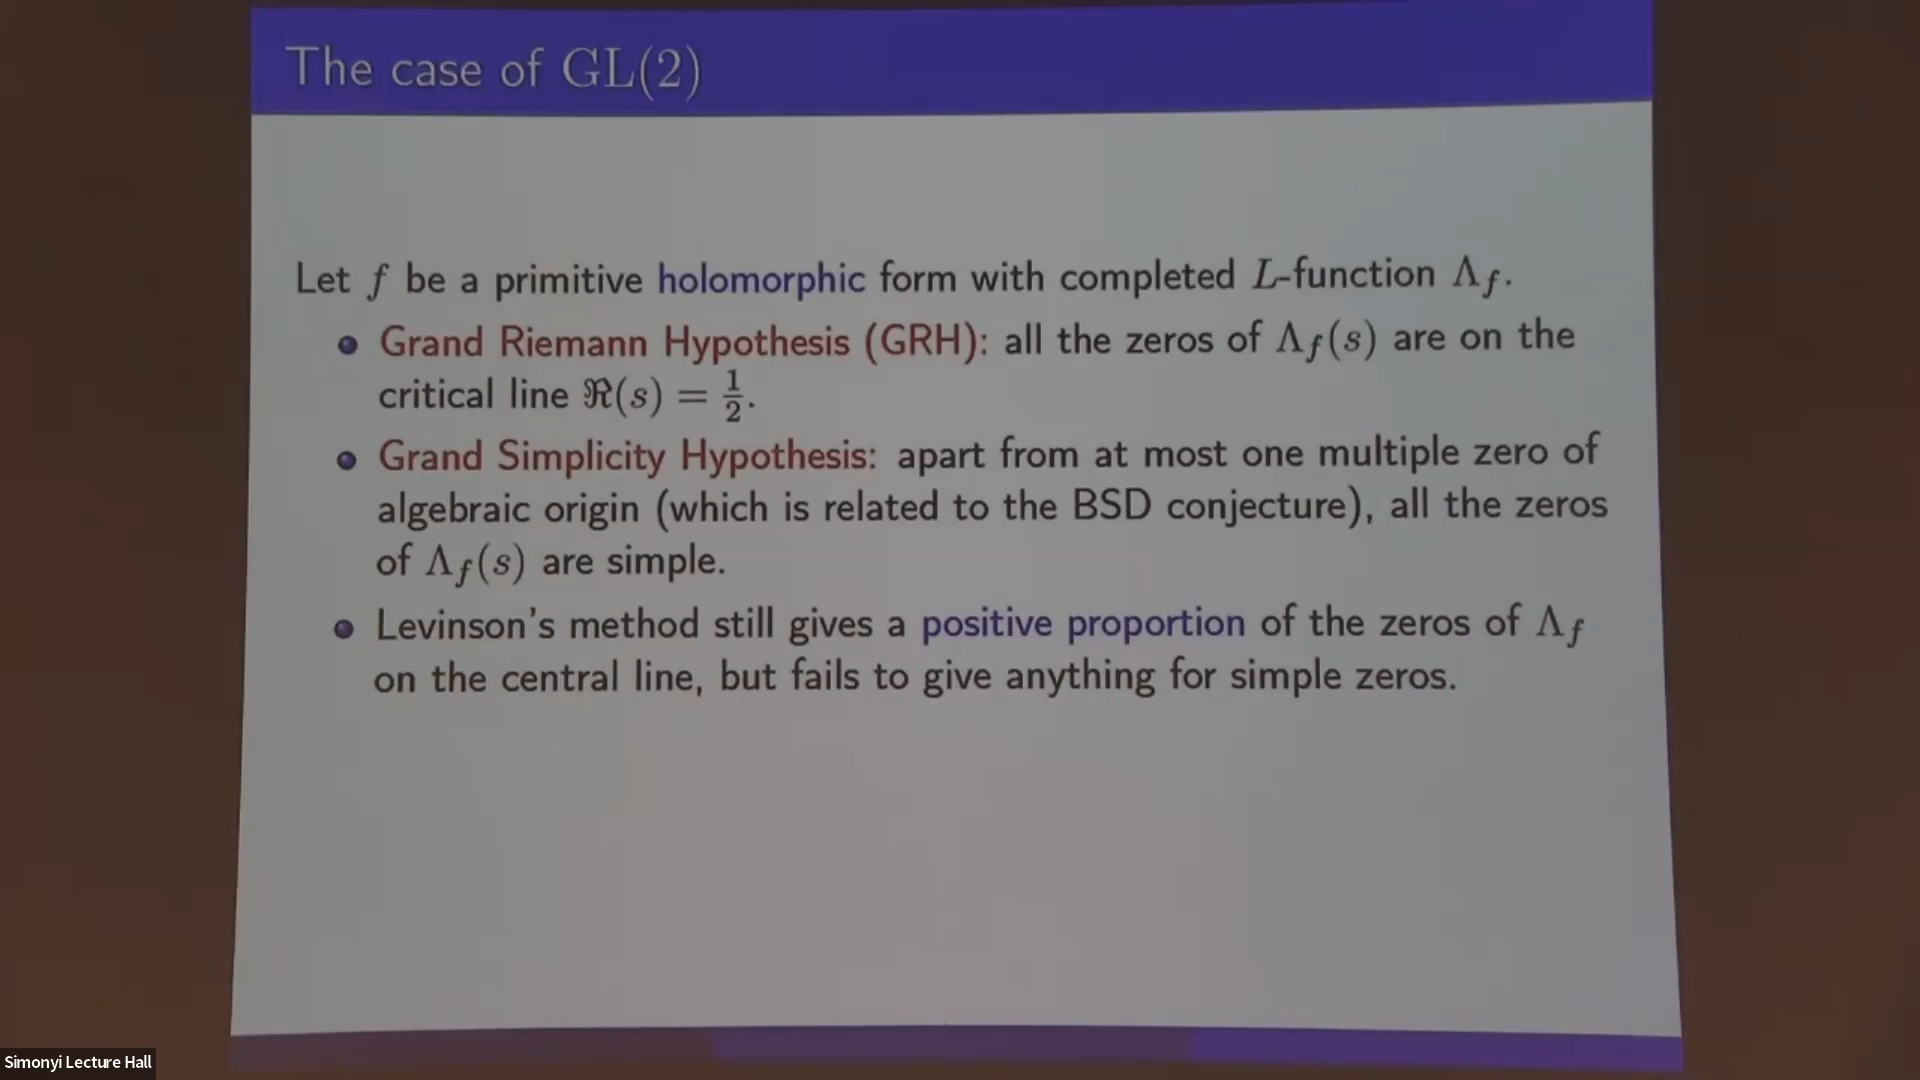 The case of GL(2)
Let f be a primitive holomorphic form with completed L-function Λ_f.
Grand Riemann Hypothesis (GRH): all the zeros of Λ_f(s) are on the
critical line ℜ(s) = 1/2.
Grand Simplicity Hypothesis: apart from at most one multiple zero of
algebraic origin (which is related to the BSD conjecture), all the zeros
of Λ_f(s) are simple.
Levinson's method still gives a positive proportion of the zeros of Λ_f
on the central line, but fails to give anything for simple zeros.
Simonyi Lecture Hall